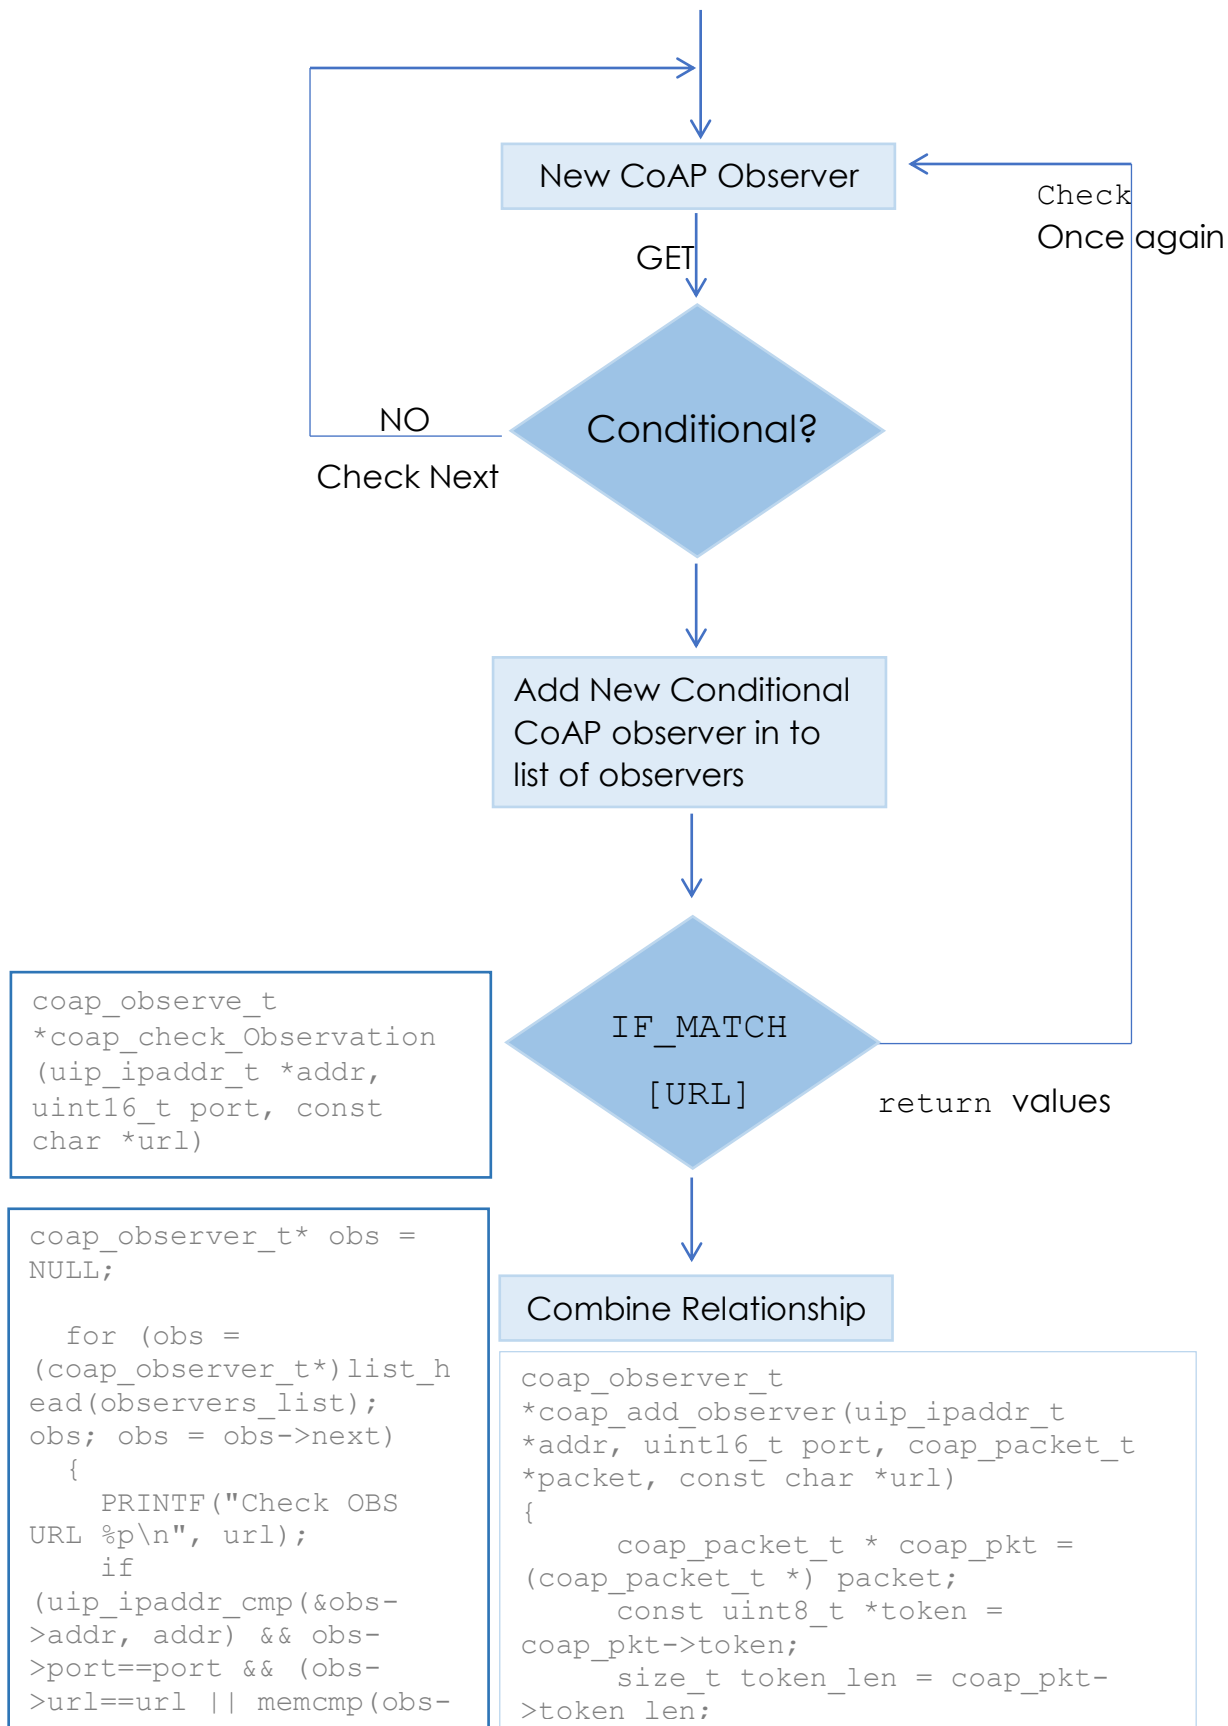 New CoAP Observer
Check
Once again
GET
Conditional?
NO
Check Next
Add New Conditional
CoAP observer in to
list of observers
IF_MATCH
[URL]
return values
coap_observe_t
*coap_check_Observation
(uip_ipaddr_t *addr,
uint16_t port, const
char *url)
coap_observer_t* obs =
NULL;
for (obs =
(coap_observer_t*)list_h
ead(observers_list);
obs; obs = obs->next)
{
PRINTF("Check OBS
URL %p\n", url);
if
(uip_ipaddr_cmp(&obs-
>addr, addr) && obs-
>port==port && (obs-
>url==url || memcmp(obs-
Combine Relationship
coap_observer_t
*coap_add_observer(uip_ipaddr_t
*addr, uint16_t port, coap_packet_t
*packet, const char *url)
{
coap_packet_t * coap_pkt =
(coap_packet_t *) packet;
const uint8_t *token =
coap_pkt->token;
size_t token_len = coap_pkt-
>token_len;